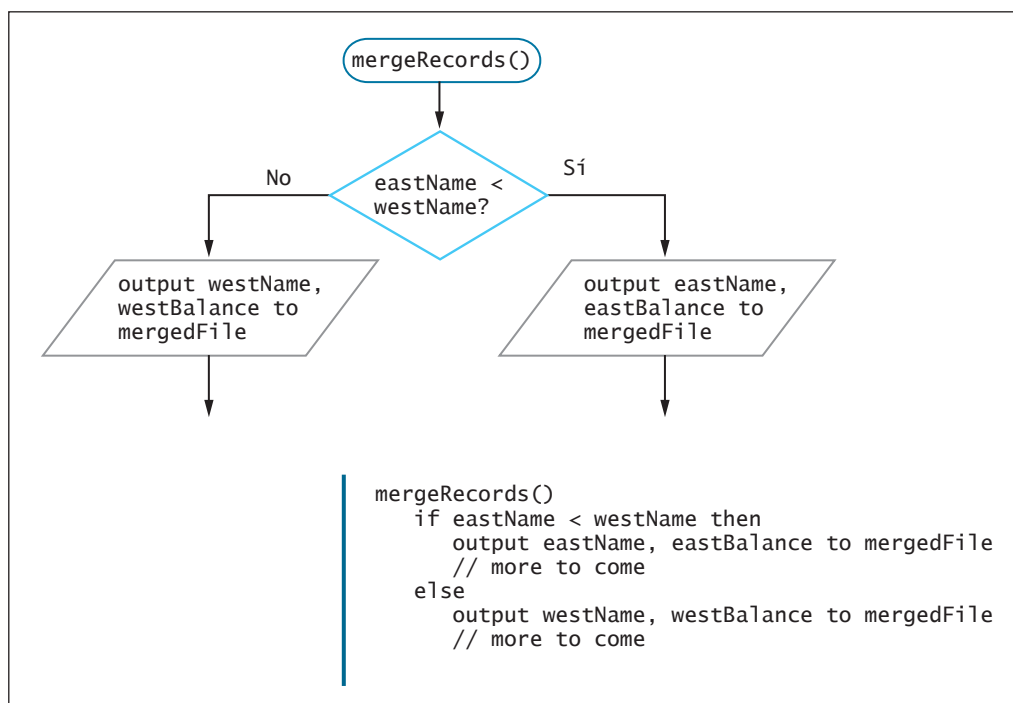 mergeRecords()
No
eastName <
westName?
Sí
output westName,
westBalance to
mergedFile
output eastName,
eastBalance to
mergedFile
mergeRecords()
if eastName < westName then
output eastName, eastBalance to mergedFile
// more to come
else
output westName, westBalance to mergedFile
// more to come